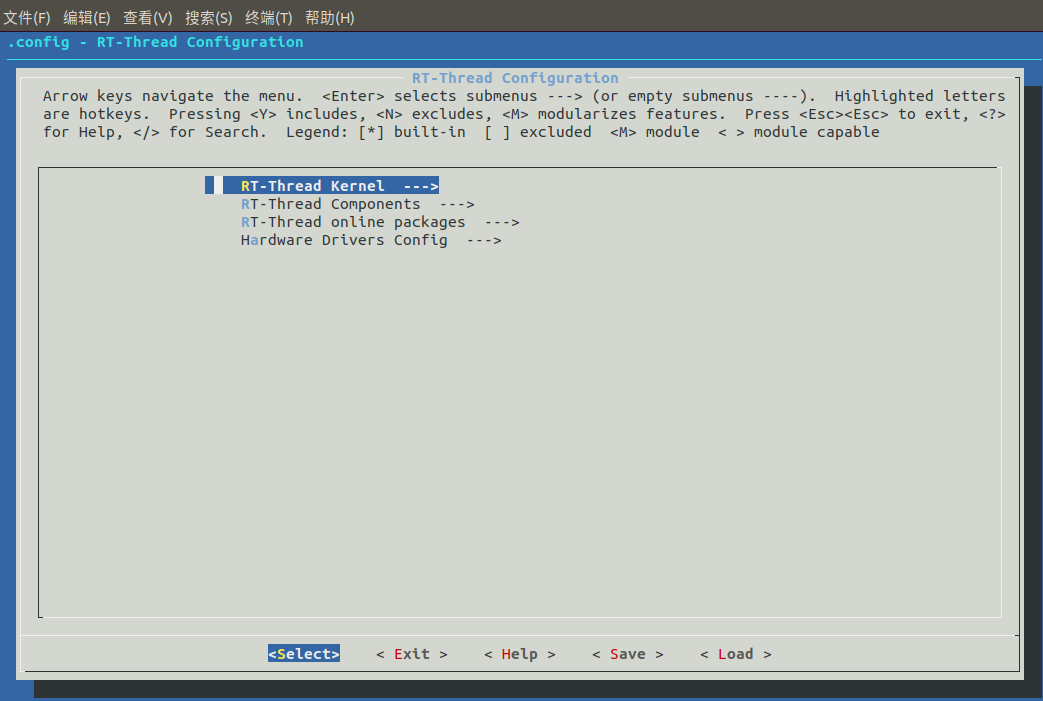 文件(F) 编辑(E) 查看(V) 搜索(S) 终端(T) 帮助(H)
.config - RT-Thread Configuration
RT-Thread Configuration
Arrow keys navigate the menu.  <Enter> selects submenus ---> (or empty submenus ----).  Highlighted letters
are hotkeys.  Pressing <Y> includes, <N> excludes, <M> modularizes features.  Press <Esc><Esc> to exit, <?>
for Help, </> for Search.  Legend: [*] built-in  [ ] excluded  <M> module  < > module capable
RT-Thread Kernel  --->
RT-Thread Components  --->
RT-Thread online packages  --->
Hardware Drivers Config  --->
<Select>    < Exit >    < Help >    < Save >    < Load >